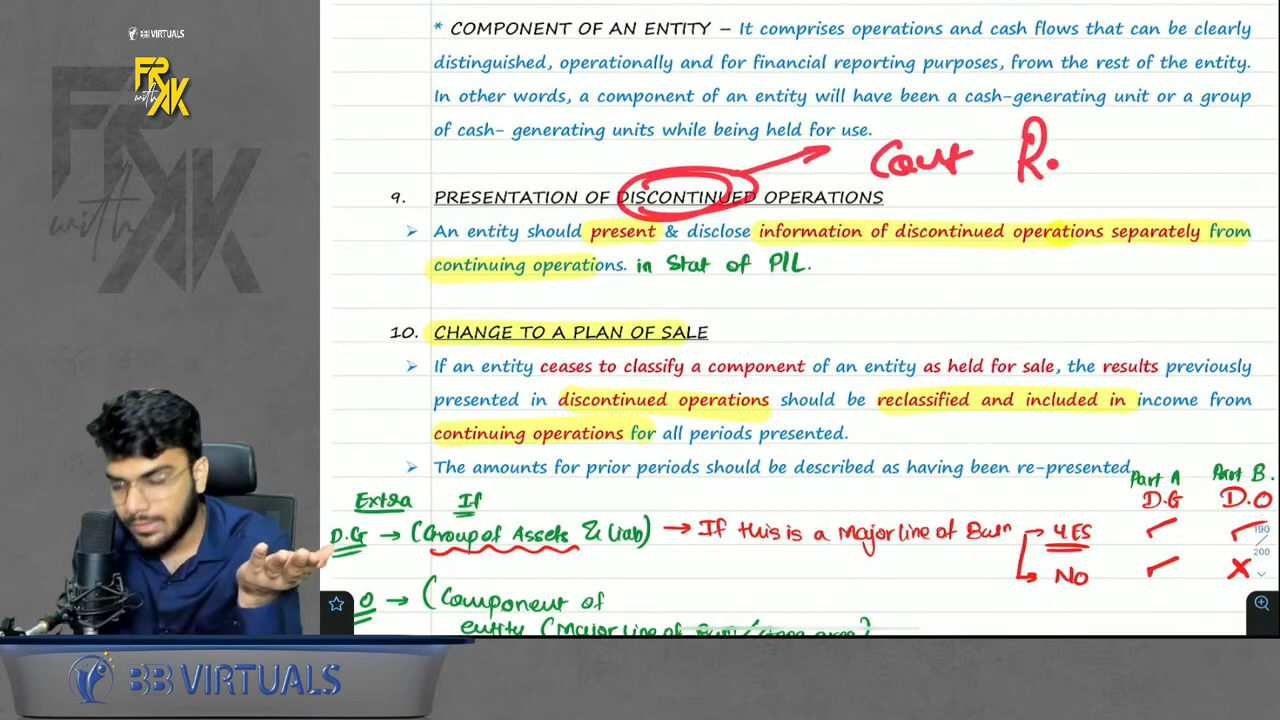 BB VIRTUALS
FR
with
AK
* COMPONENT OF AN ENTITY – It comprises operations and cash flows that can be clearly
distinguished, operationally and for financial reporting purposes, from the rest of the entity.
In other words, a component of an entity will have been a cash-generating unit or a group
of cash- generating units while being held for use.
9. PRESENTATION OF DISCONTINUED OPERATIONS
➢ An entity should present & disclose information of discontinued operations separately from
continuing operations. in Stat of P/L.
10. CHANGE TO A PLAN OF SALE
➢ If an entity ceases to classify a component of an entity as held for sale, the results previously
presented in discontinued operations should be reclassified and included in income from
continuing operations for all periods presented.
➢ The amounts for prior periods should be described as having been re-presented.
Part A Part B.
Extra If D.G D.O
D.G → (Group of Assets & Liab) → If this is a Major line of Busn → YES ✓ ✓
→ NO ✓ X
190
200
O → (Component of
entity (Major line of
BB VIRTUALS